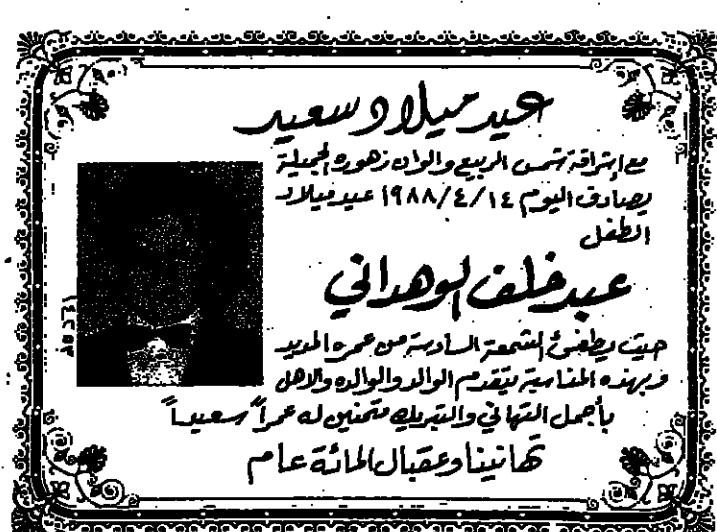 عيد ميلاد سعيد
مع إشراقة شمس الربيع والوان زهوره الجميلة
يصادف اليوم ١٩٨٨/٤/١٤ عيد ميلاد
الطفل
عبد خلف الوهداني
حيث يطفئ الشمعة السادسة من عمره المديد
وبهذه المناسبة يتقدم الوالد والوالده والاهل
بأجمل التهاني والتبريك متمنين له عمراً سعيداً
تهانينا وعقبال المائة عام